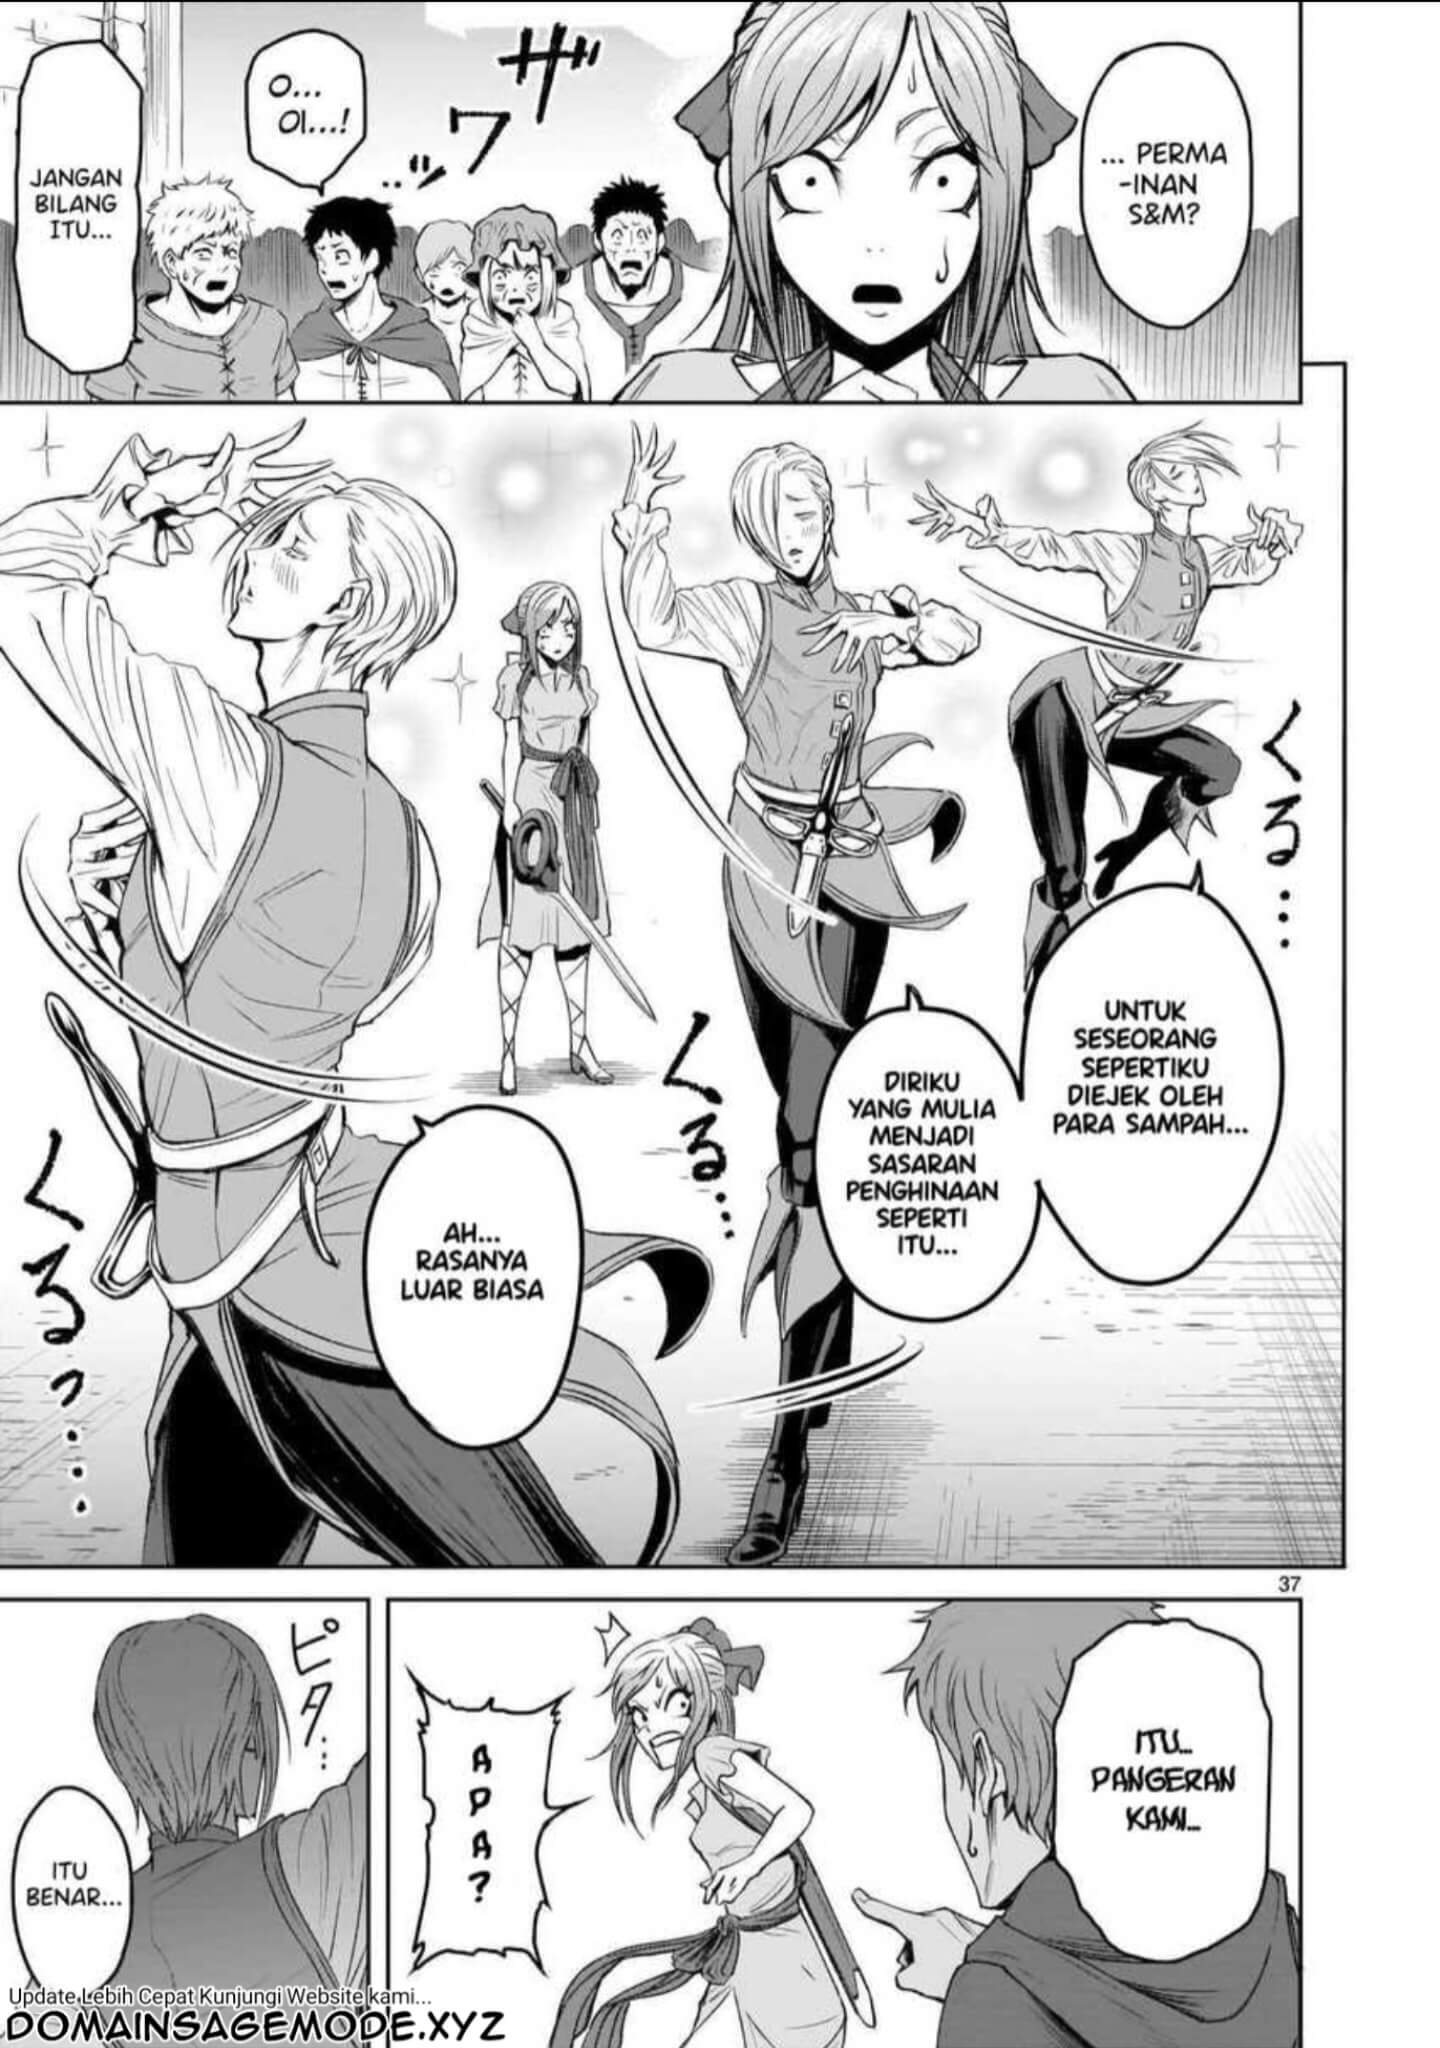 ... PERMA
-INAN
S&M?
ザ
ワ
..ッ
O...
OI...!
JANGAN
BILANG
ITU...
くる...
UNTUK
SESEORANG
SEPERTIKU
DIEJEK OLEH
PARA SAMPAH...
DIRIKU
YANG MULIA
MENJADI
SASARAN
PENGHINAAN
SEPERTI
ITU...
くる...
AH...
RASANYA
LUAR BIASA
くるっ...
37
ITU...
PANGERAN
KAMI...
APA?
ピタ...
ITU
BENAR...
Update Lebih Cepat Kunjungi Website kami...
DOMAINSAGEMODE.XYZ